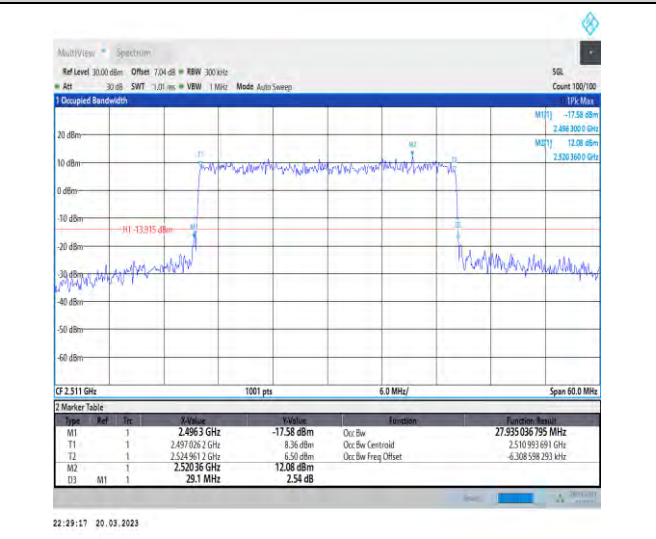 MultiView Spectrum
Ref Level 30.00 dBm Offset 7.04 dB RBW 300 kHz SGL
Att 30 dB SWT 1.01 ms VBW 1 MHz Mode Auto Sweep Count 100/100
1 Occupied Bandwidth 1Pk Max
M1[1] -17.58 dBm
2.496 300 0 GHz
M2[1] 12.08 dBm
2.520 360 0 GHz
20 dBm
M2
T1 T2
10 dBm
0 dBm
-10 dBm
H1 -13.915 dBm M1 D3
-20 dBm
-30 dBm
-40 dBm
-50 dBm
-60 dBm
CF 2.511 GHz 1001 pts 6.0 MHz/ Span 60.0 MHz
2 Marker Table
Type Ref Trc X-Value Y-Value Function Function Result
M1 1 2.4963 GHz -17.58 dBm Occ Bw 27.935 036 795 MHz
T1 1 2.497 026 2 GHz 8.36 dBm Occ Bw Centroid 2.510 993 691 GHz
T2 1 2.524 961 2 GHz 6.50 dBm Occ Bw Freq Offset -6.308 598 293 kHz
M2 1 2.520 36 GHz 12.08 dBm
D3 M1 1 29.1 MHz 2.54 dB
22:29:17 20.03.2023